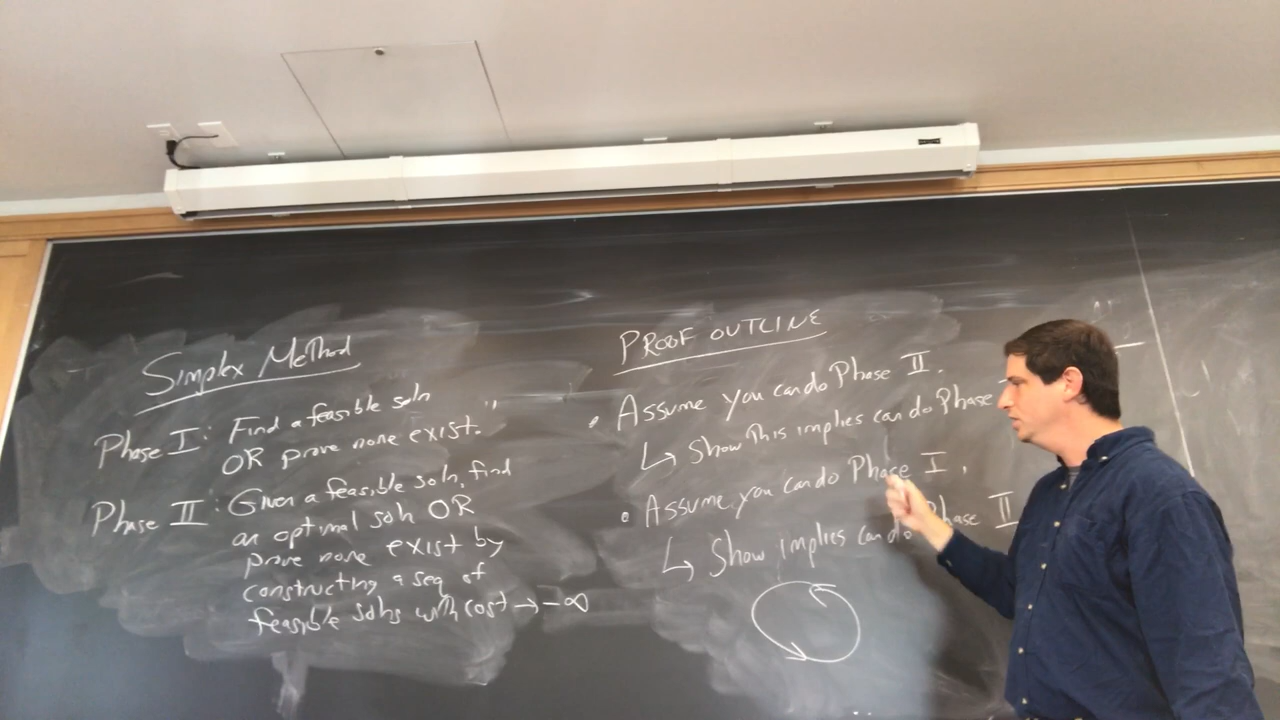 Simplex Method
Phase I: Find a feasible soln
OR prove none exist.
Phase II: Given a feasible soln, find
an optimal soln OR
prove none exist by
constructing a seq of
feasible solns with cost → -∞
PROOF OUTLINE
• Assume you can do Phase II.
↳ Show this implies can do Phase
• Assume you can do Phase I.
↳ Show implies can do Phase II